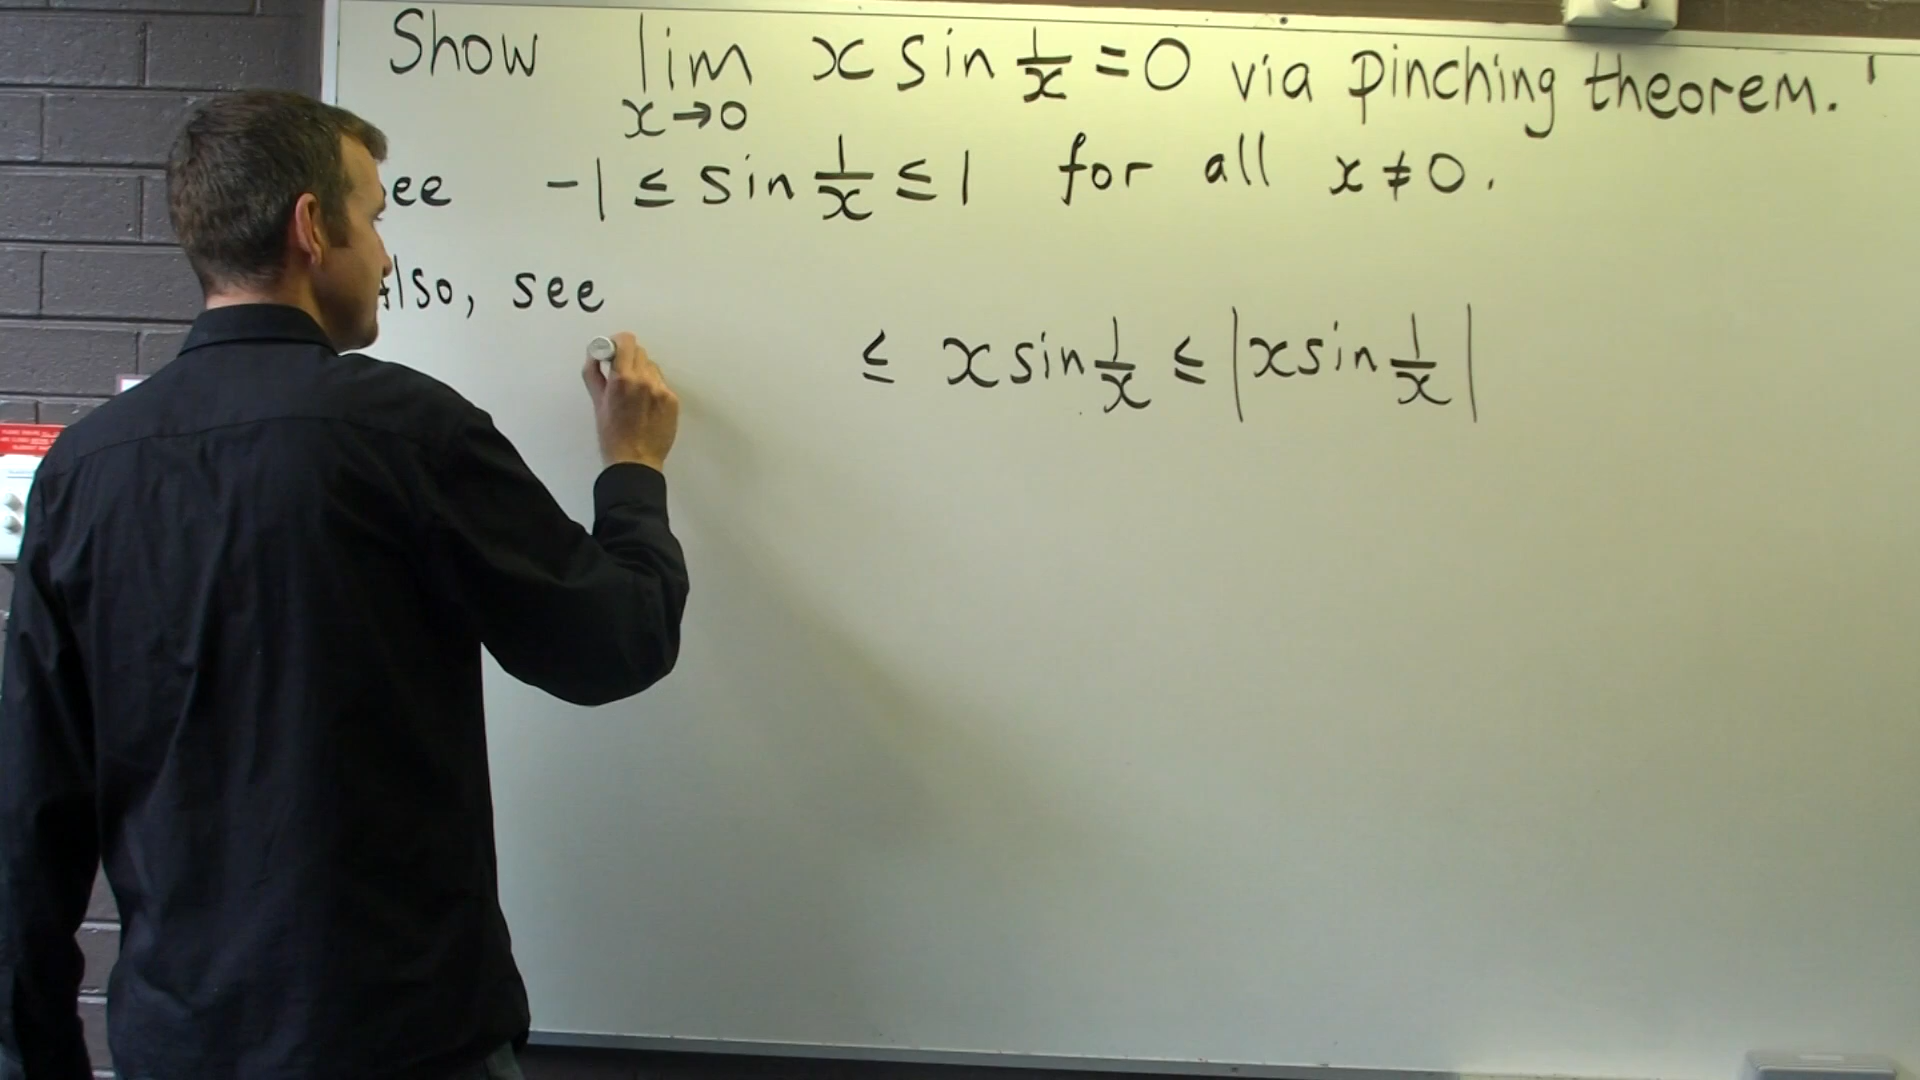 Show lim x→0 x sin 1/x = 0 via pinching theorem.
ee -1 ≤ sin 1/x ≤ 1 for all x ≠ 0.
Also, see
≤ x sin 1/x ≤ |x sin 1/x|